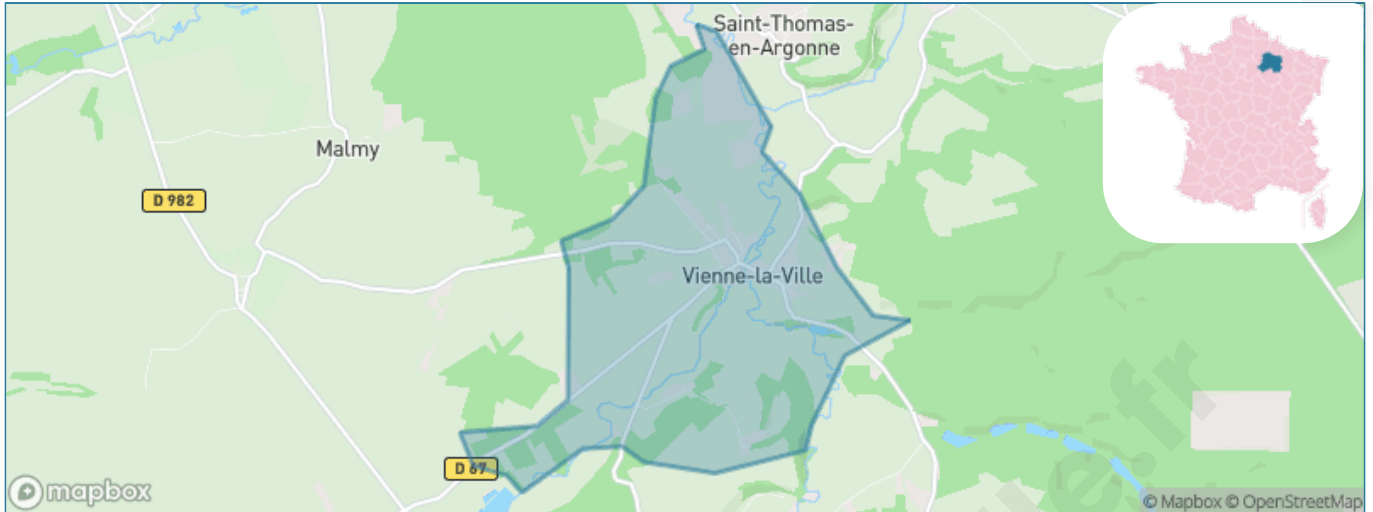 Saint-Thomas-
en-Argonne
Malmy
D 982
Vienne-la-Ville
D 67
mapbox
© Mapbox © OpenStreetMap